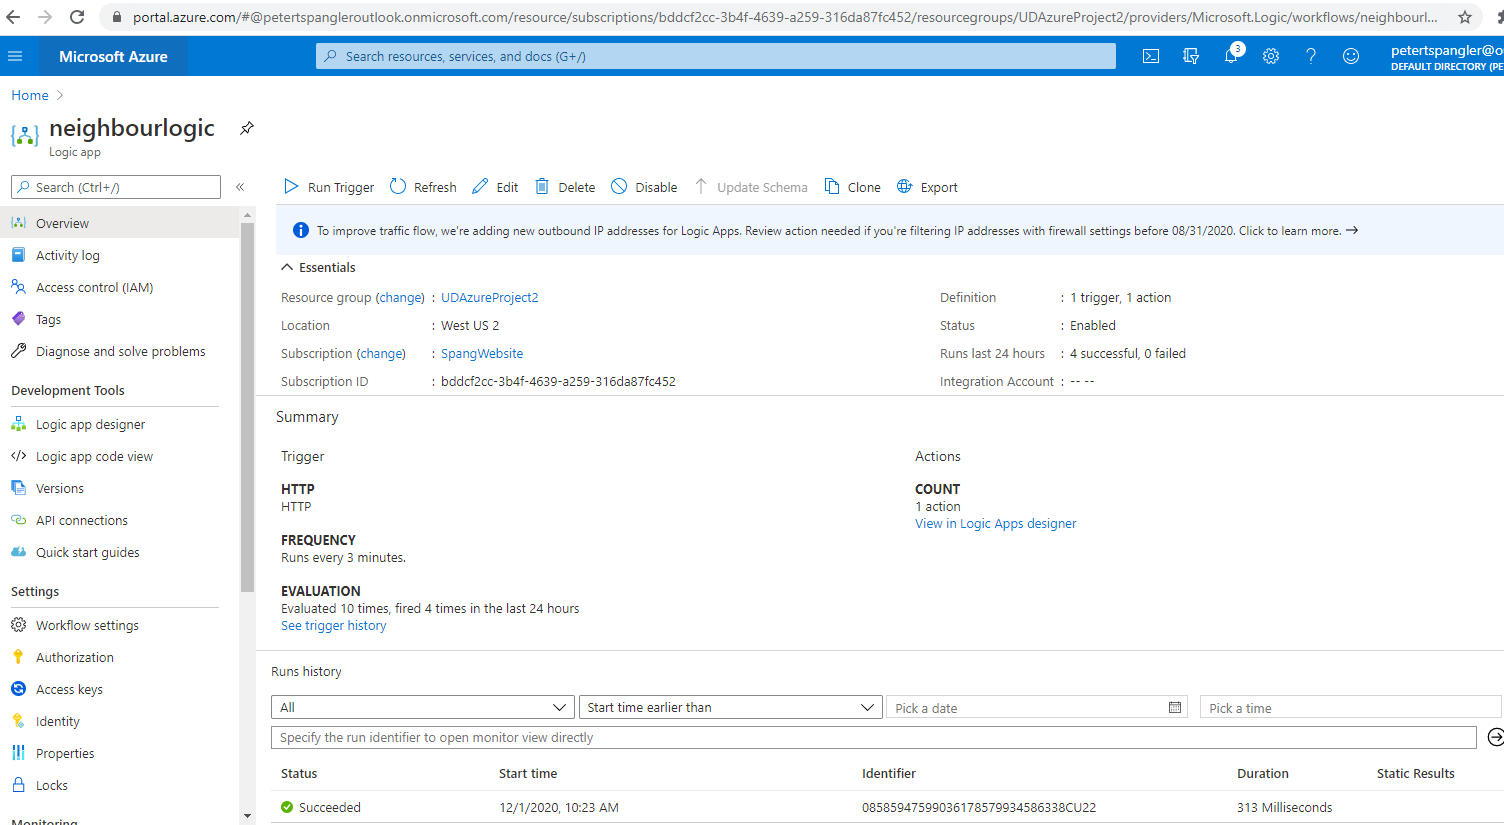 portal.azure.com/#@petertspangleroutlook.onmicrosoft.com/resource/subscriptions/bddcf2cc-3b4f-4639-a259-316da87fc452/resourcegroups/UDAzureProject2/providers/Microsoft.Logic/workflows/neighbourl...
Microsoft Azure
Search resources, services, and docs (G+/)
3
petertspangler@o
DEFAULT DIRECTORY (PE
Home
neighbourlogic
Logic app
Search (Ctrl+/)
«
Run Trigger
Refresh
Edit
Delete
Disable
Update Schema
Clone
Export
Overview
Activity log
Access control (IAM)
Tags
Diagnose and solve problems
Development Tools
Logic app designer
Logic app code view
Versions
API connections
Quick start guides
Settings
Workflow settings
Authorization
Access keys
Identity
Properties
Locks
Monitoring
To improve traffic flow, we're adding new outbound IP addresses for Logic Apps. Review action needed if you're filtering IP addresses with firewall settings before 08/31/2020. Click to learn more. →
Essentials
Resource group (change) : UDAzureProject2
Location : West US 2
Subscription (change) : SpangWebsite
Subscription ID : bddcf2cc-3b4f-4639-a259-316da87fc452
Definition : 1 trigger, 1 action
Status : Enabled
Runs last 24 hours : 4 successful, 0 failed
Integration Account : -- --
Summary
Trigger
HTTP
HTTP
FREQUENCY
Runs every 3 minutes.
EVALUATION
Evaluated 10 times, fired 4 times in the last 24 hours
See trigger history
Actions
COUNT
1 action
View in Logic Apps designer
Runs history
All
Start time earlier than
Pick a date
Pick a time
Specify the run identifier to open monitor view directly
Status Start time Identifier Duration Static Results
Succeeded 12/1/2020, 10:23 AM 08585947599036178579934586338CU22 313 Milliseconds